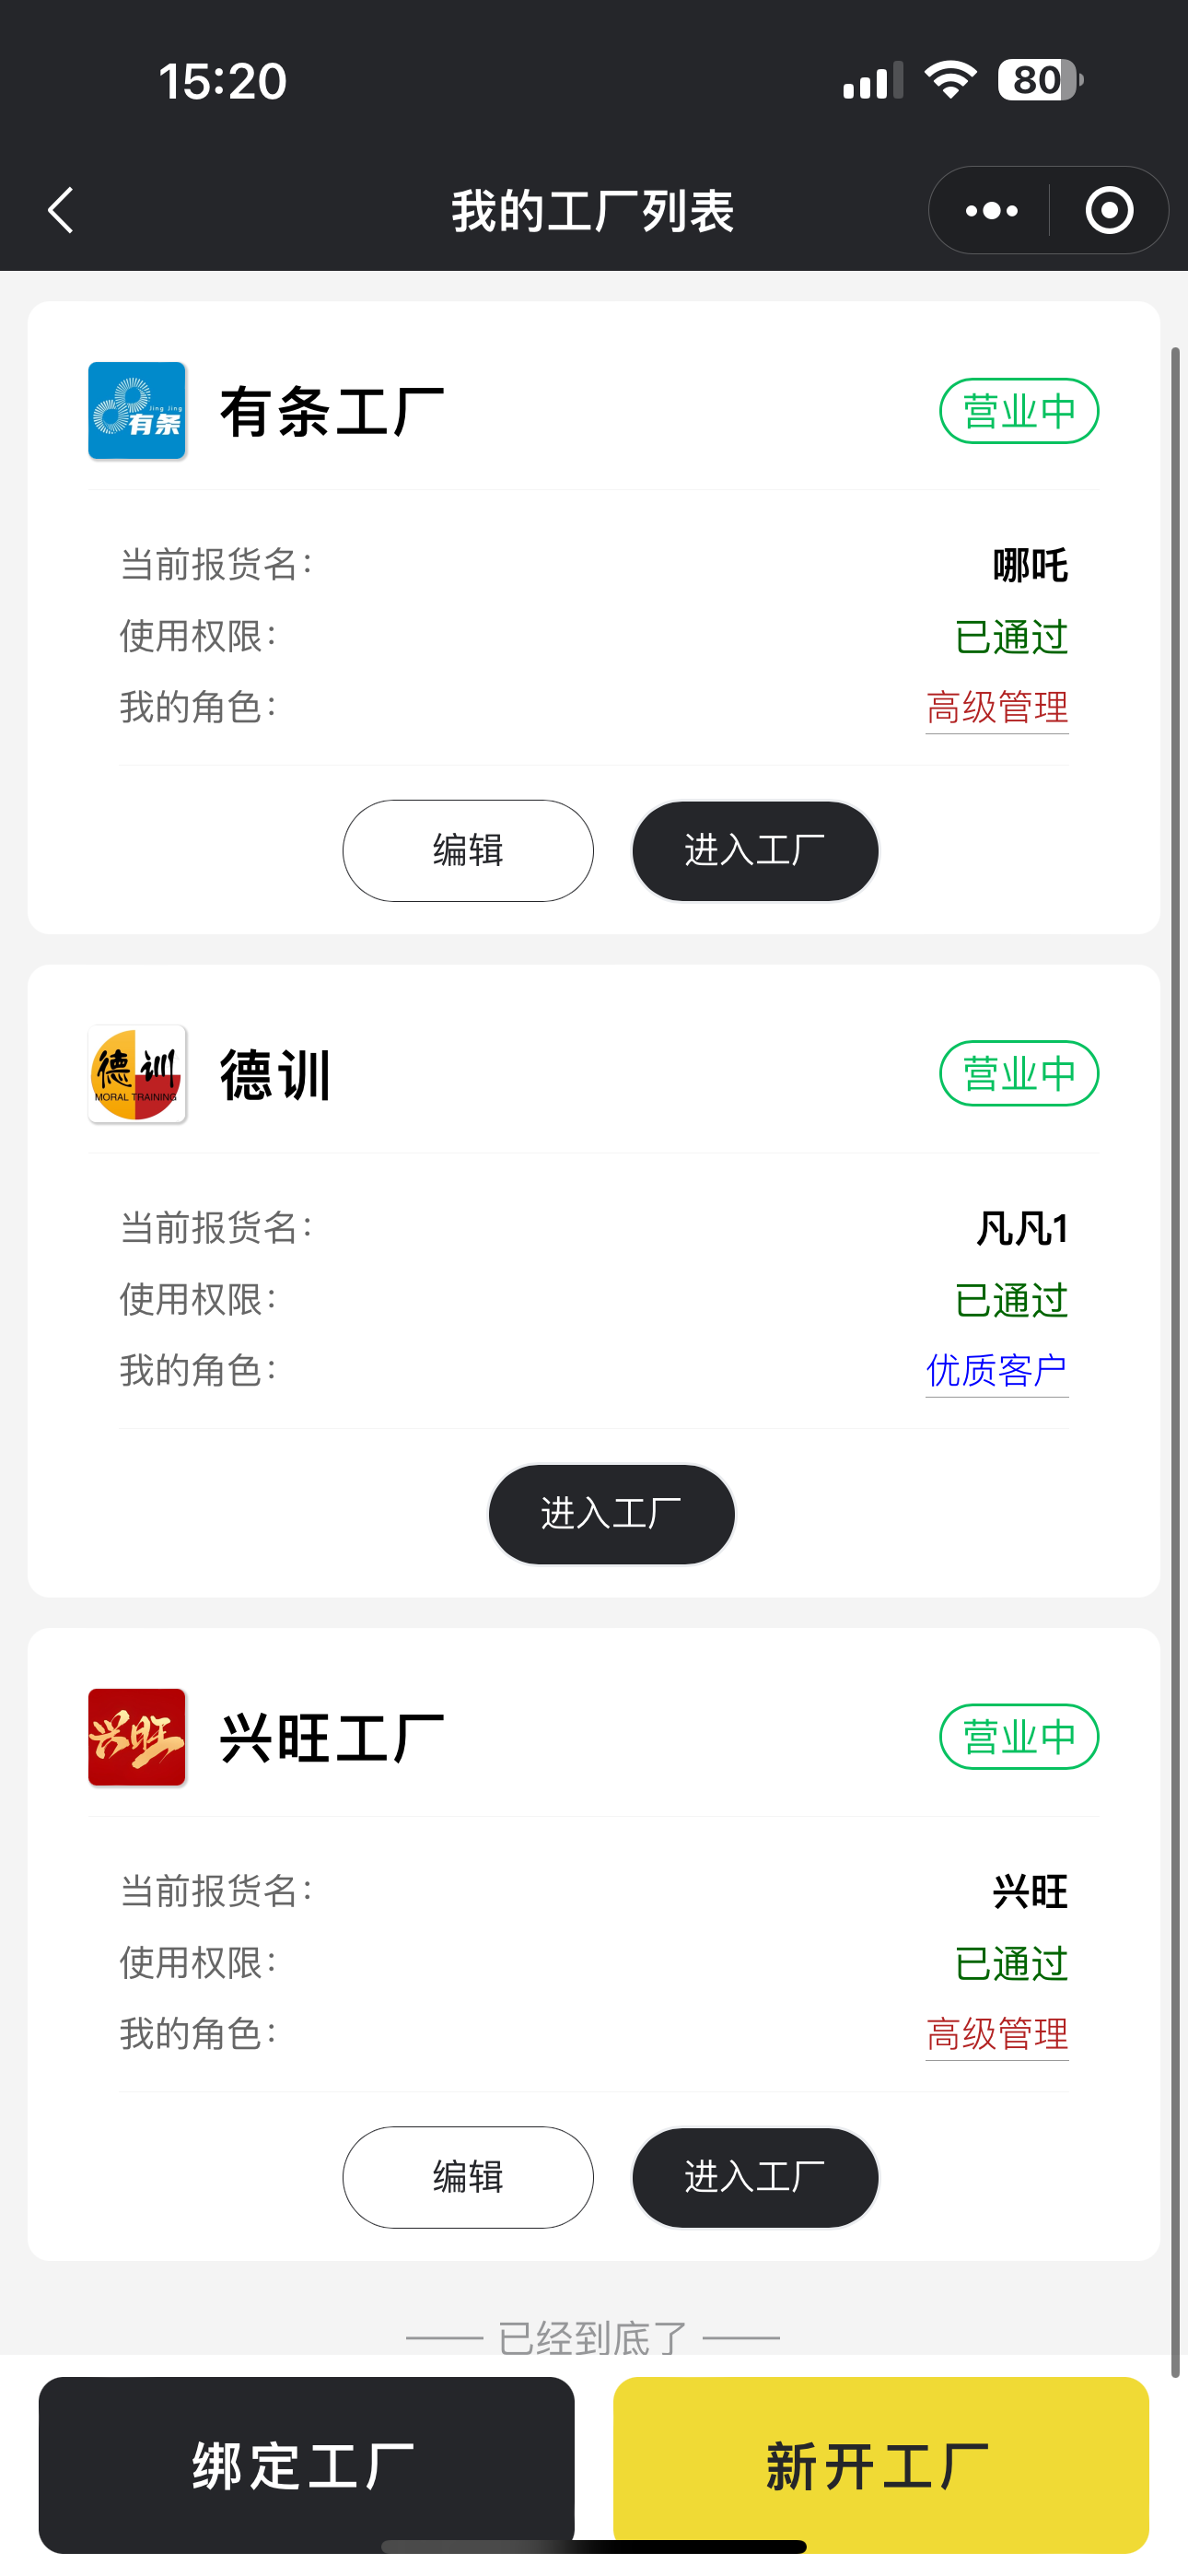 15:20
80
我的工厂列表
Jing Jing
有条
有条工厂
营业中
当前报货名：
哪吒
使用权限：
已通过
我的角色：
高级管理
编辑
进入工厂
德 训
MORAL TRAINING
德训
营业中
当前报货名：
凡凡1
使用权限：
已通过
我的角色：
优质客户
进入工厂
兴旺
兴旺工厂
营业中
当前报货名：
兴旺
使用权限：
已通过
我的角色：
高级管理
编辑
进入工厂
已经到底了
绑定工厂
新开工厂